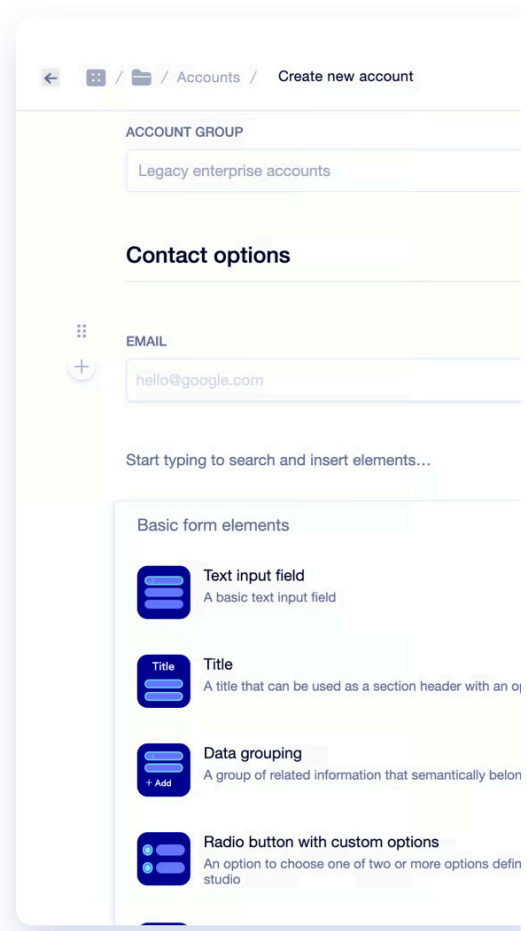 / / Accounts / Create new account
ACCOUNT GROUP
Legacy enterprise accounts
Contact options
EMAIL
hello@google.com
Start typing to search and insert elements…
Basic form elements
Text input field
A basic text input field
Title
Title
A title that can be used as a section header with an
Data grouping
A group of related information that semantically
+ Add
Radio button with custom options
An option to choose one of two or more options
studio